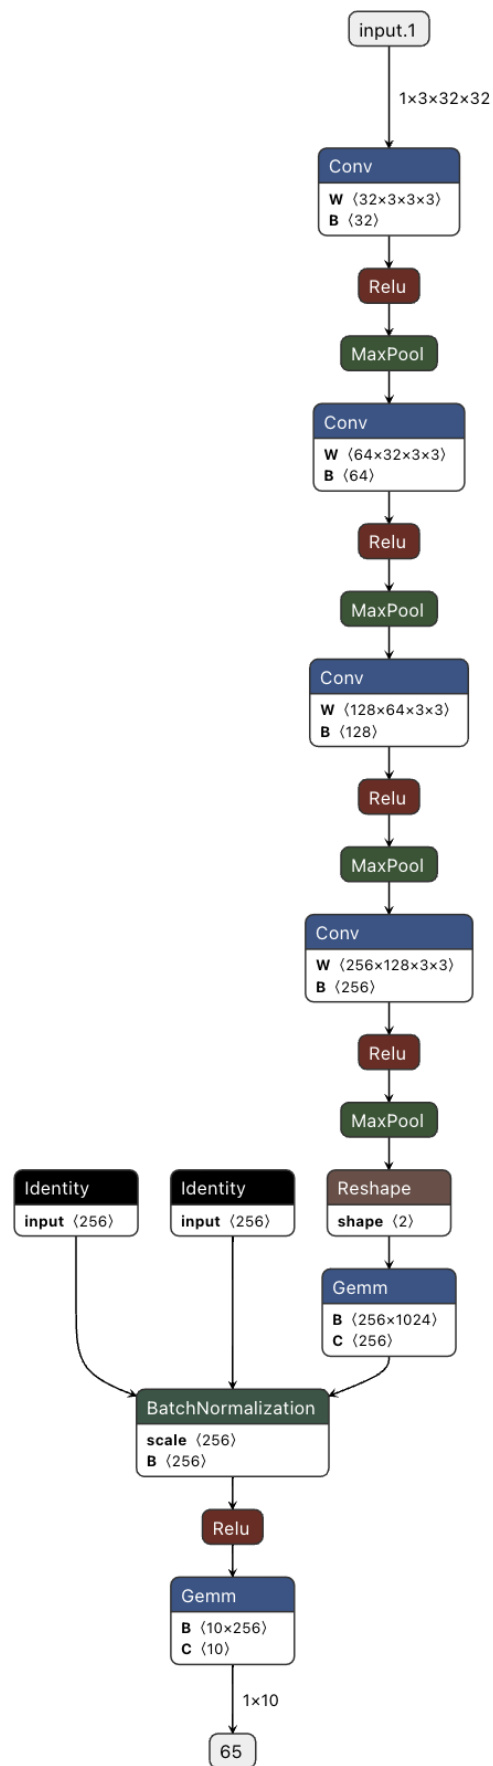 input.1
1×3×32×32
Conv
W ⟨32×3×3×3⟩
B ⟨32⟩
Relu
MaxPool
Conv
W ⟨64×32×3×3⟩
B ⟨64⟩
Relu
MaxPool
Conv
W ⟨128×64×3×3⟩
B ⟨128⟩
Relu
MaxPool
Conv
W ⟨256×128×3×3⟩
B ⟨256⟩
Relu
MaxPool
Identity
input ⟨256⟩
Identity
input ⟨256⟩
Reshape
shape ⟨2⟩
Gemm
B ⟨256×1024⟩
C ⟨256⟩
BatchNormalization
scale ⟨256⟩
B ⟨256⟩
Relu
Gemm
B ⟨10×256⟩
C ⟨10⟩
1×10
65